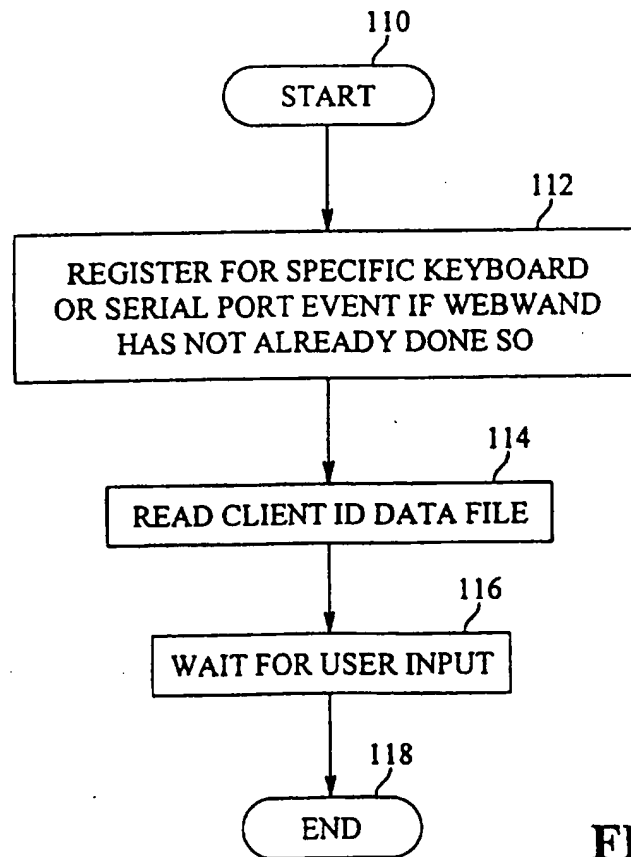 110
START
112
REGISTER FOR SPECIFIC KEYBOARD
OR SERIAL PORT EVENT IF WEBWAND
HAS NOT ALREADY DONE SO
114
READ CLIENT ID DATA FILE
116
WAIT FOR USER INPUT
118
END